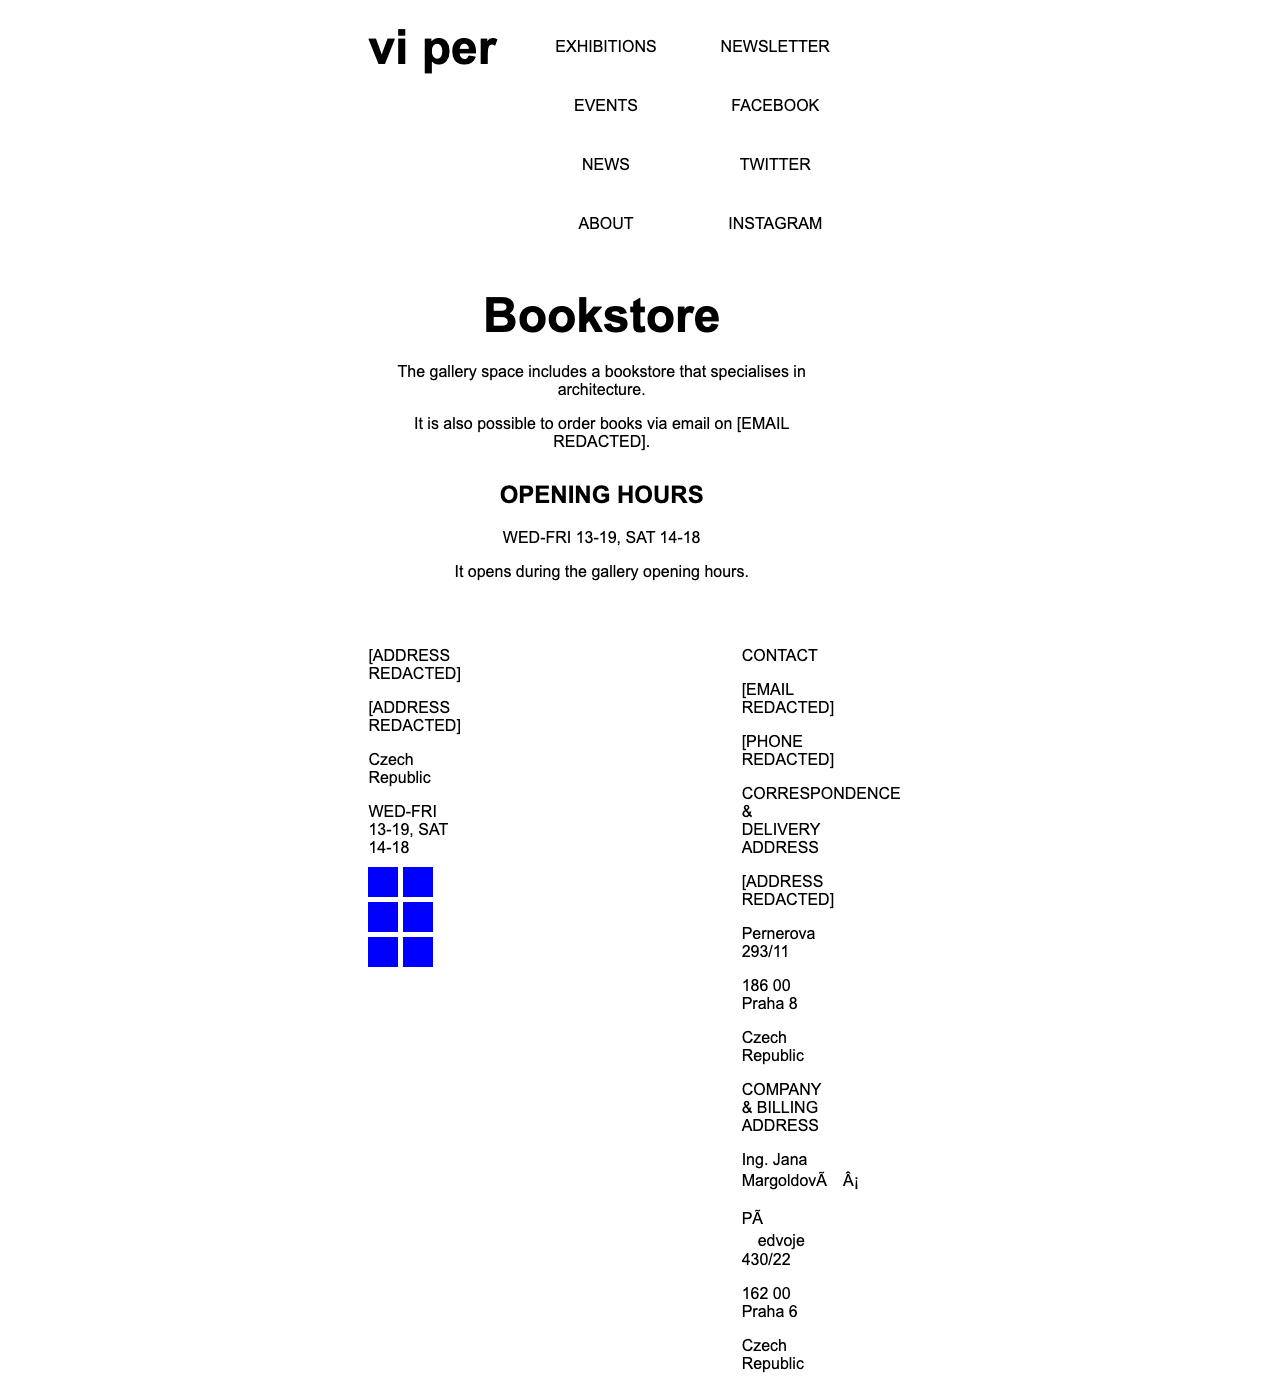 vi per
EXHIBITIONS
EVENTS
NEWS
ABOUT
NEWSLETTER
FACEBOOK
TWITTER
INSTAGRAM
Bookstore
The gallery space includes a bookstore that specialises in
architecture.
It is also possible to order books via email on [EMAIL
REDACTED].
OPENING HOURS
WED-FRI 13-19, SAT 14-18
It opens during the gallery opening hours.
[ADDRESS
REDACTED]
[ADDRESS
REDACTED]
Czech
Republic
WED-FRI
13-19, SAT
14-18
CONTACT
[EMAIL
REDACTED]
[PHONE
REDACTED]
CORRESPONDENCE
&
DELIVERY
ADDRESS
[ADDRESS
REDACTED]
Pernerova
293/11
186 00
Praha 8
Czech
Republic
COMPANY
& BILLING
ADDRESS
Ing. Jana
MargoldovÃ Â¡
PÃ
edvoje
430/22
162 00
Praha 6
Czech
Republic